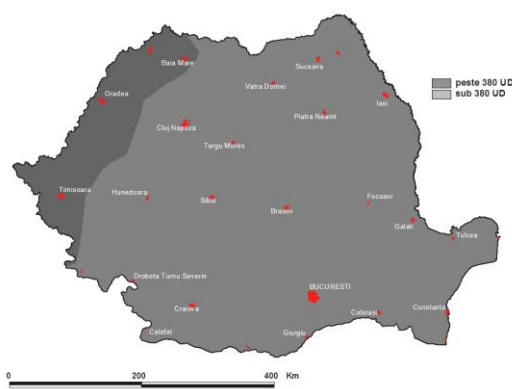 Baia Mare
Suceava
Vatra Dornei
Oradea
Iasi
Piatra Neamt
Cluj Napoca
Targu Mures
Timisoara
Hunedoara
Sibiu
Brasov
Focsani
Galati
Tulcea
Drobeta Turnu Severin
BUCURESTI
Craiova
Calarasi
Constanta
Calafat
Giurgiu
peste 380 UD
sub 380 UD
0 200 400 Km